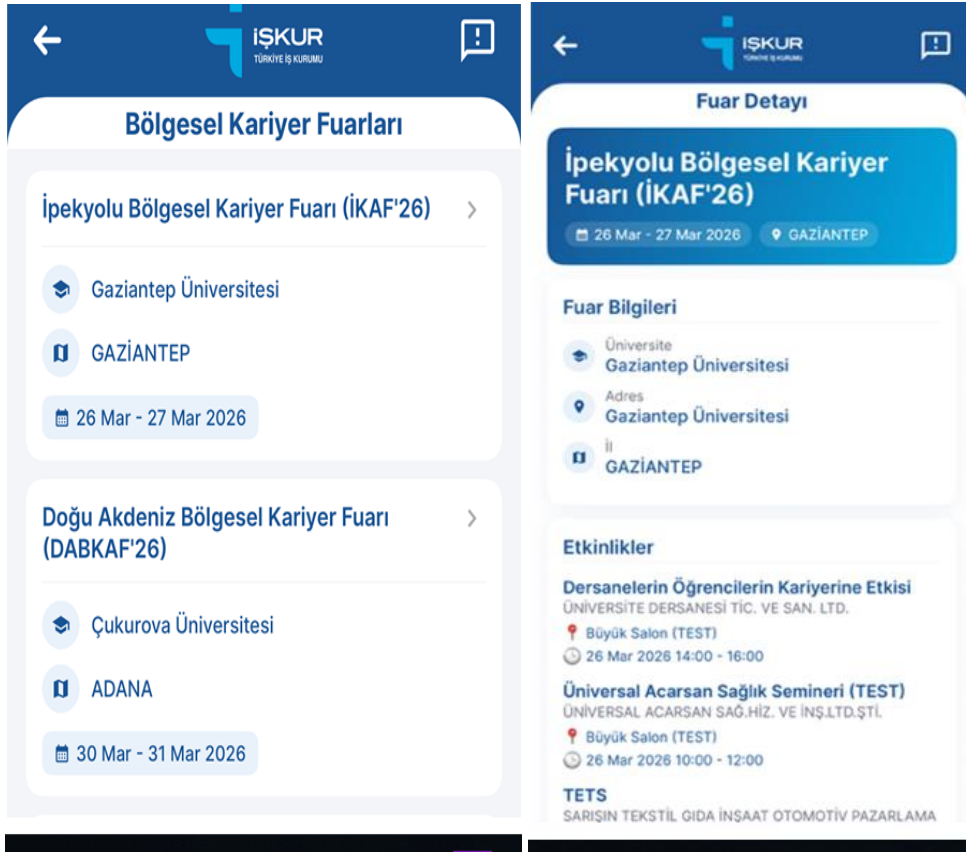 İŞKUR
TÜRKİYE İŞ KURUMU
Bölgesel Kariyer Fuarları
İpekyolu Bölgesel Kariyer Fuarı (İKAF'26)
Gaziantep Üniversitesi
GAZİANTEP
26 Mar - 27 Mar 2026
Doğu Akdeniz Bölgesel Kariyer Fuarı
(DABKAF'26)
Çukurova Üniversitesi
ADANA
30 Mar - 31 Mar 2026
İŞKUR
TÜRKİYE İŞ KURUMU
Fuar Detayı
İpekyolu Bölgesel Kariyer
Fuarı (İKAF'26)
26 Mar - 27 Mar 2026
GAZİANTEP
Fuar Bilgileri
Üniversite
Gaziantep Üniversitesi
Adres
Gaziantep Üniversitesi
İl
GAZİANTEP
Etkinlikler
Dersanelerin Öğrencilerin Kariyerine Etkisi
ÜNİVERSİTE DERSANESİ TİC. VE SAN. LTD.
Büyük Salon (TEST)
26 Mar 2026 14:00 - 16:00
Üniversal Acarsan Sağlık Semineri (TEST)
ÜNİVERSAL ACARSAN SAĞ.HİZ. VE İNŞ.LTD.ŞTİ.
Büyük Salon (TEST)
26 Mar 2026 10:00 - 12:00
TETS
SARIŞIN TEKSTİL GIDA İNŞAAT OTOMOTİV PAZARLAMA